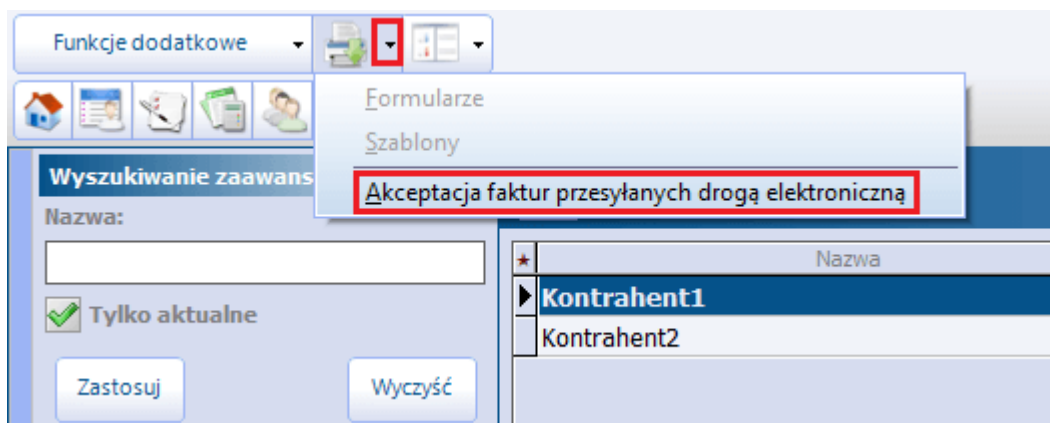 Funkcje dodatkowe
Formularze
Szablony
Akceptacja faktur przesyłanych drogą elektroniczną
Wyszukiwanie zaawans
Nazwa:
Tylko aktualne
Zastosuj
Wyczyść
Nazwa
Kontrahent1
Kontrahent2